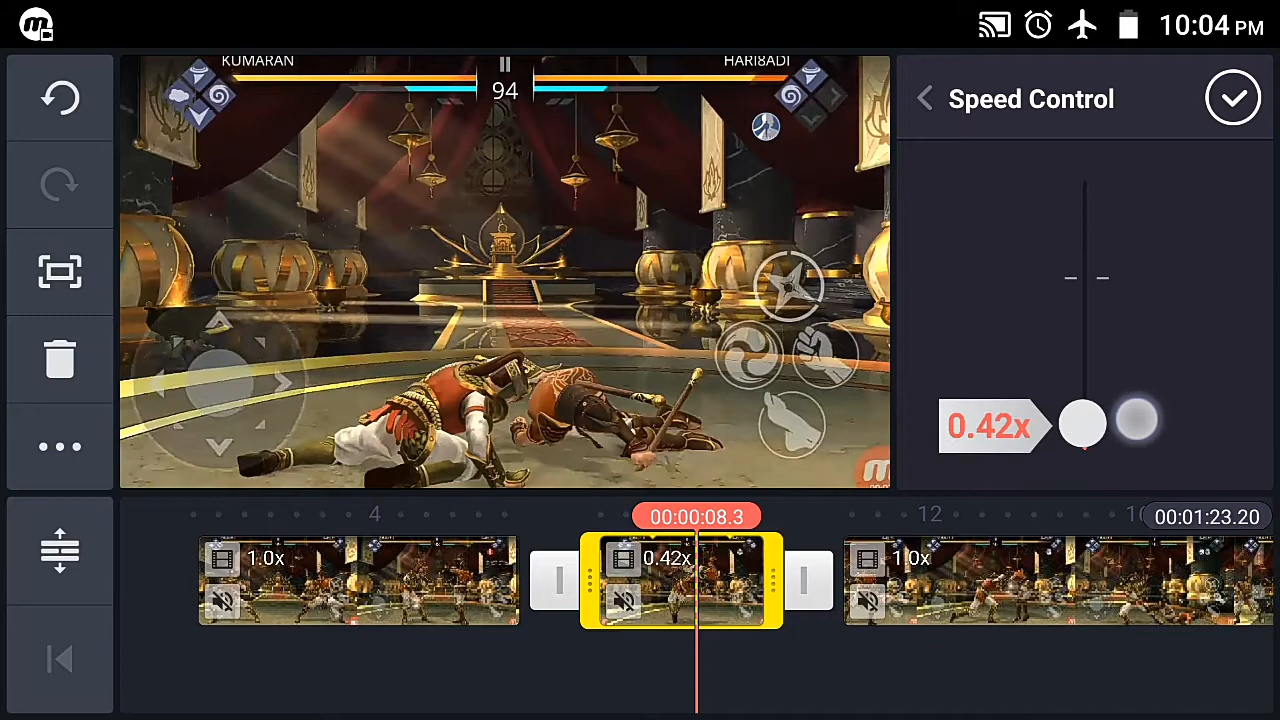 10:04 PM
KUMARAN
HARI8ADI
94
Speed Control
0.42x
4
00:00:08.3
12
00:01:23.20
1.0x
0.42x
1.0x